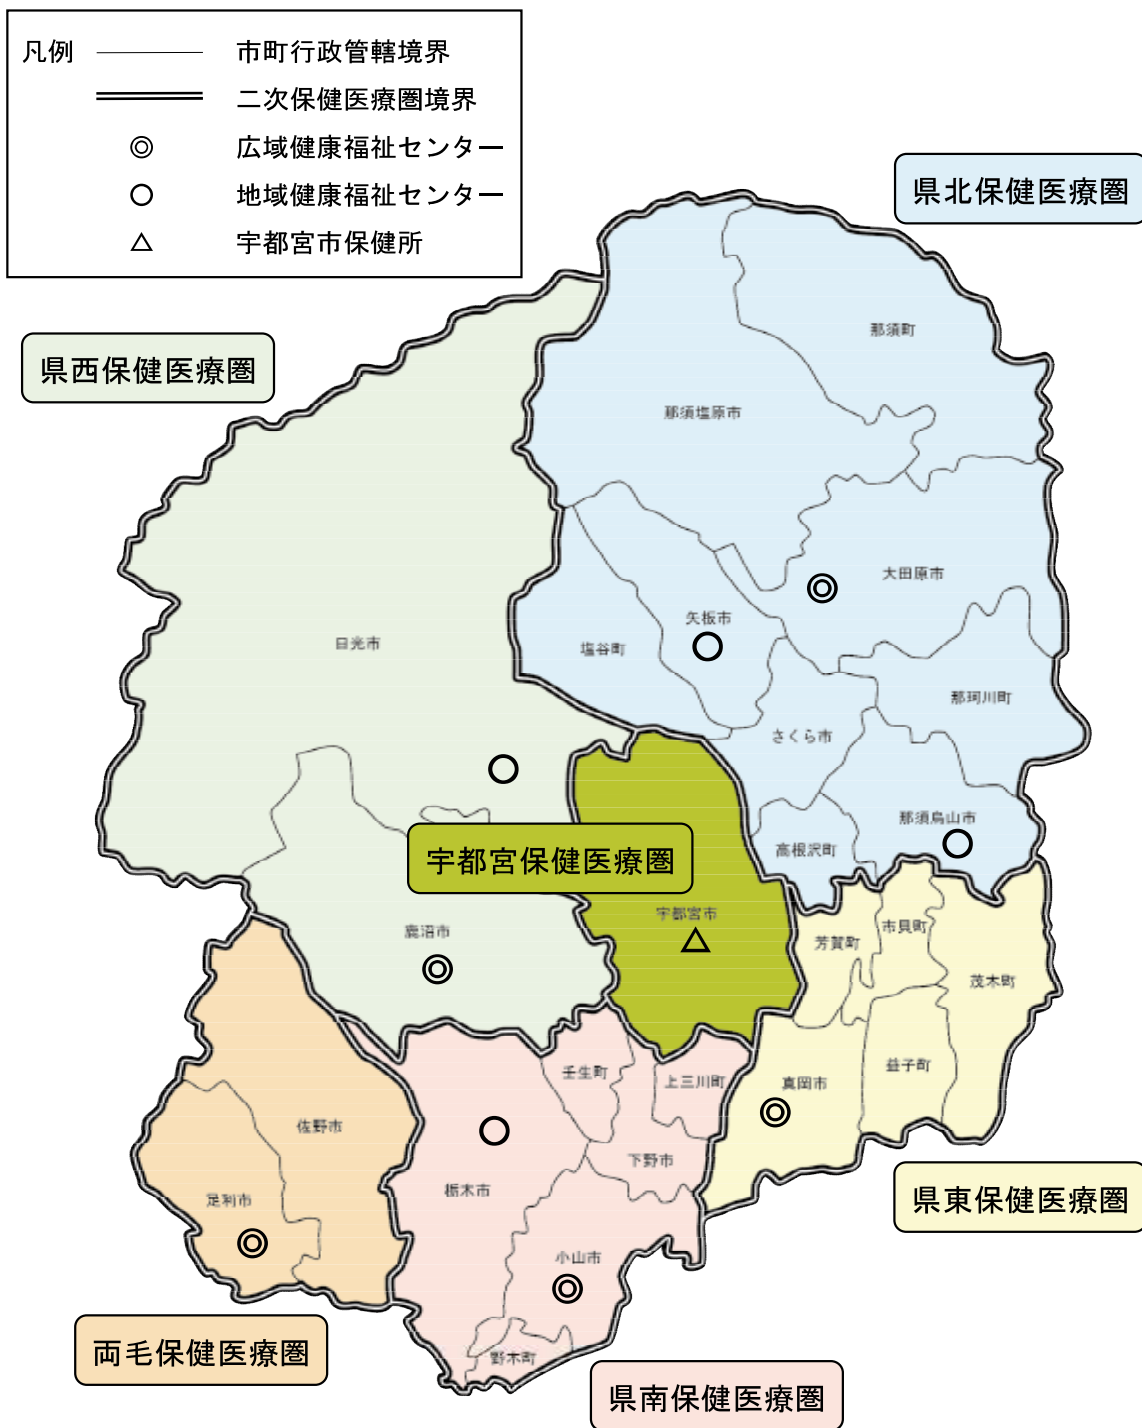 凡例
市町行政管轄境界
二次保健医療圏境界
広域健康福祉センター
地域健康福祉センター
宇都宮市保健所
県北保健医療圏
県西保健医療圏
那須町
那須塩原市
大田原市
矢板市
塩谷町
日光市
那珂川町
さくら市
那須烏山市
高根沢町
宇都宮保健医療圏
宇都宮市
鹿沼市
芳賀町
市貝町
茂木町
益子町
真岡市
壬生町
上三川町
佐野市
下野市
栃木市
足利市
小山市
野木町
県東保健医療圏
両毛保健医療圏
県南保健医療圏